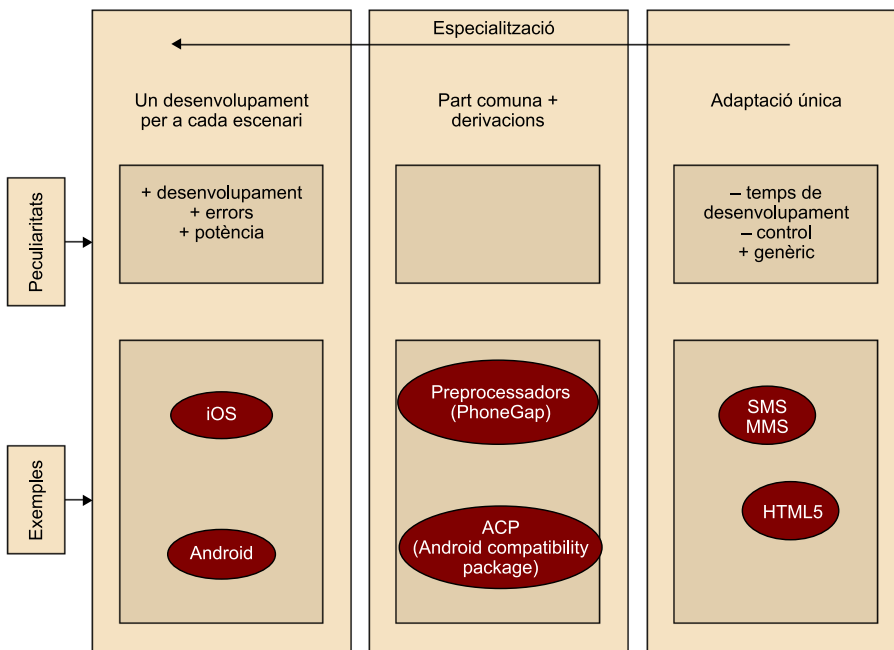 Especialització
Un desenvolupament
per a cada escenari
Part comuna +
derivacions
Adaptació única
Peculiaritats
+ desenvolupament
+ errors
+ potència
– temps de
desenvolupament
– control
+ genèric
Exemples
iOS
Android
Preprocessadors
(PhoneGap)
ACP
(Android compatibility
package)
SMS
MMS
HTML5